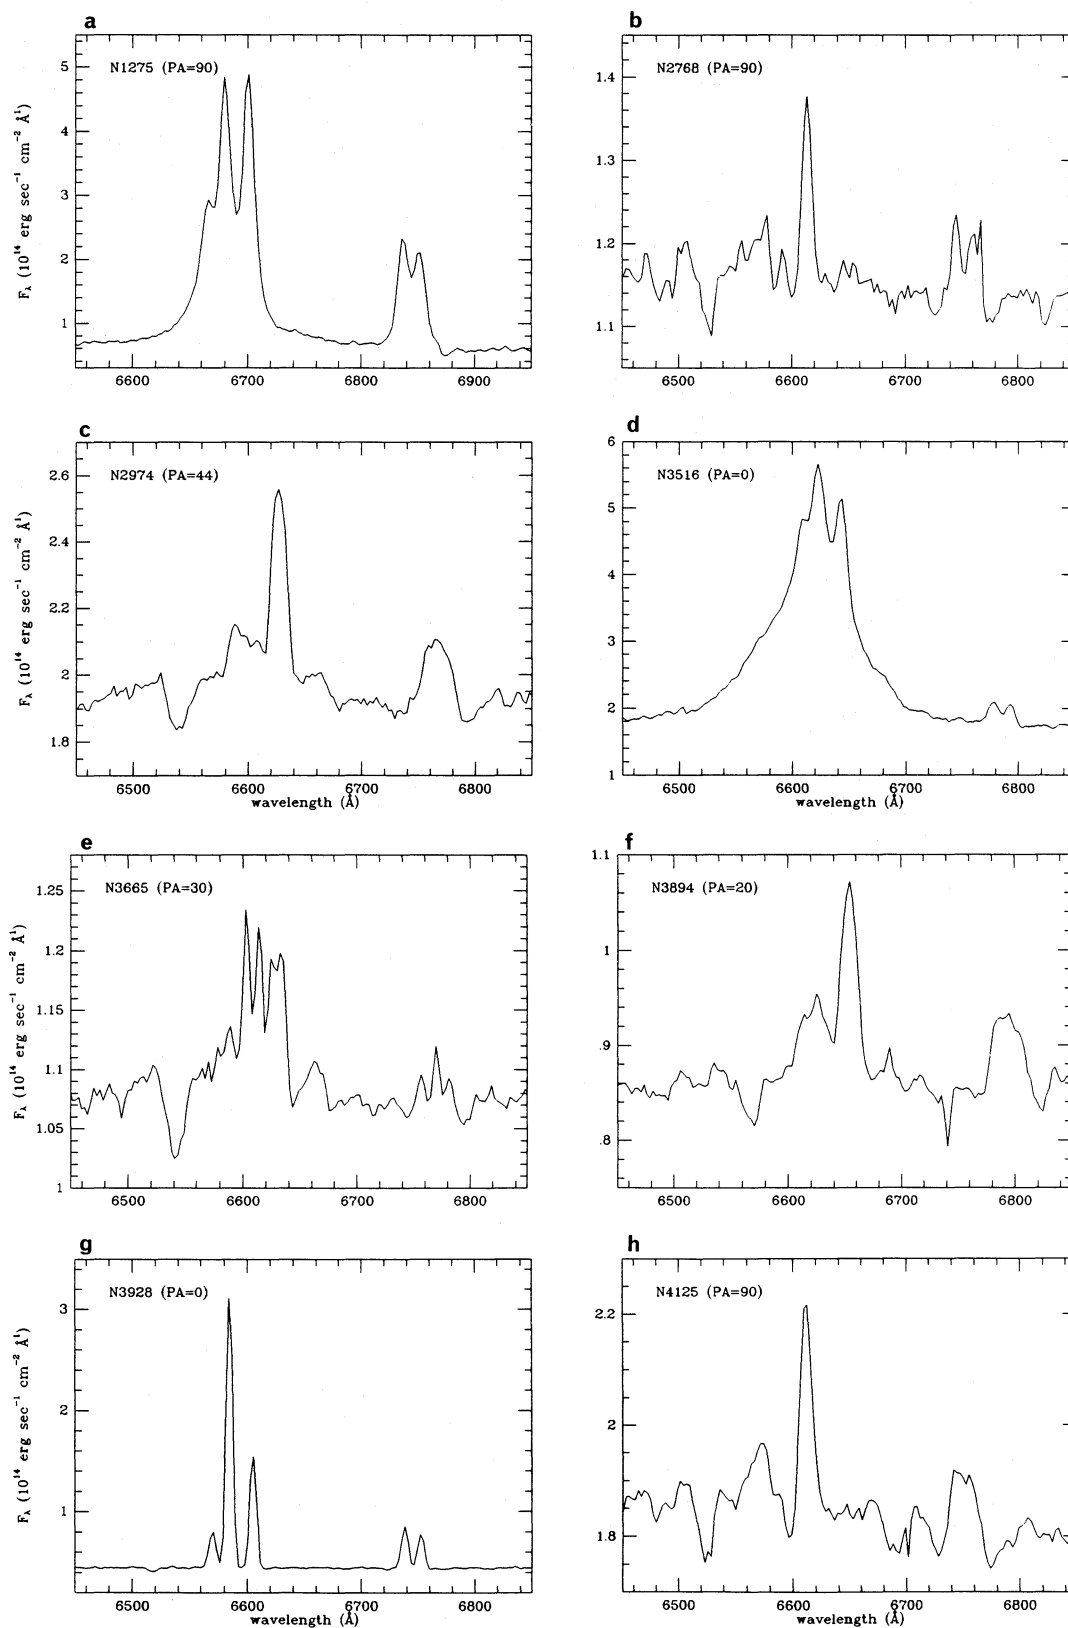 a
N1275 (PA=90)
F_λ (10^14 erg sec^-1 cm^-2 Å^1)
5
4
3
2
1
6600
6700
6800
6900
b
N2768 (PA=90)
1.4
1.3
1.2
1.1
6500
6600
6700
6800
c
N2974 (PA=44)
F_λ (10^14 erg sec^-1 cm^-2 Å^1)
2.6
2.4
2.2
2
1.8
6500
6600
6700
6800
wavelength (Å)
d
N3516 (PA=0)
6
5
4
3
2
1
6500
6600
6700
6800
wavelength (Å)
e
N3665 (PA=30)
F_λ (10^14 erg sec^-1 cm^-2 Å^1)
1.25
1.2
1.15
1.1
1.05
1
6500
6600
6700
6800
f
N3894 (PA=20)
1.1
1
.9
.8
6500
6600
6700
6800
g
N3928 (PA=0)
F_λ (10^14 erg sec^-1 cm^-2 Å^1)
3
2
1
6500
6600
6700
6800
wavelength (Å)
h
N4125 (PA=90)
2.2
2
1.8
6500
6600
6700
6800
wavelength (Å)